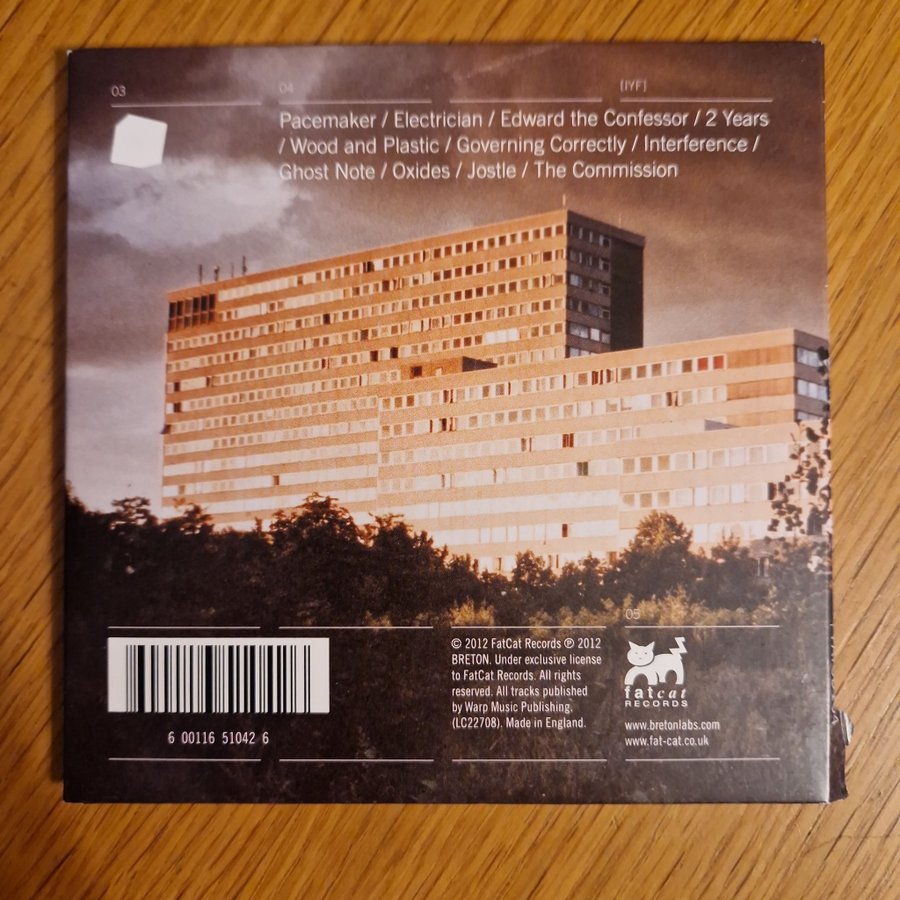 03
04
[IYF]
Pacemaker / Electrician / Edward the Confessor / 2 Years
/ Wood and Plastic / Governing Correctly / Interference /
Ghost Note / Oxides / Jostle / The Commission
6 00116 51042 6
© 2012 FatCat Records ℗ 2012
BRETON. Under exclusive license
to FatCat Records. All rights
reserved. All tracks published
by Warp Music Publishing.
(LC22708). Made in England.
05
fatcat
RECORDS
www.bretonlabs.com
www.fat-cat.co.uk